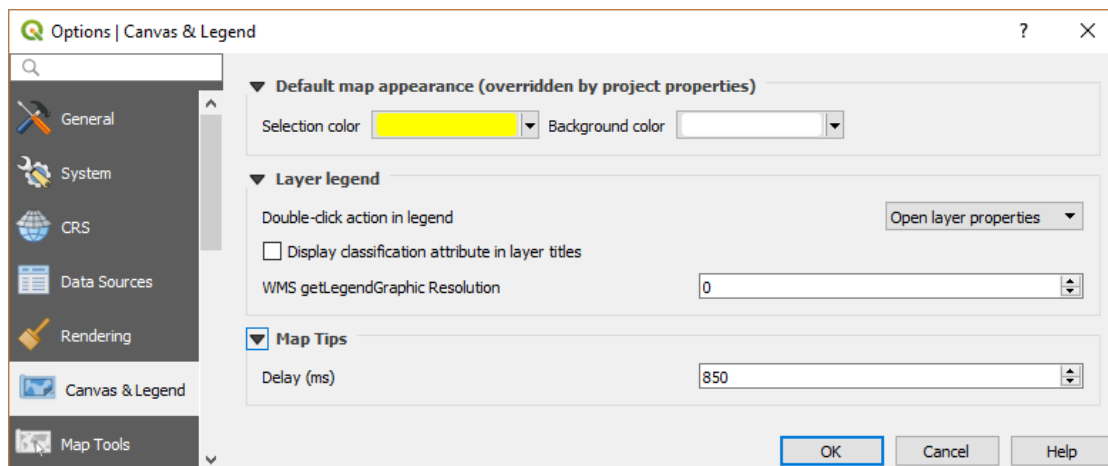 Options | Canvas & Legend
?
General
System
CRS
Data Sources
Rendering
Canvas & Legend
Map Tools
Default map appearance (overridden by project properties)
Selection color Background color
Layer legend
Double-click action in legend Open layer properties
Display classification attribute in layer titles
WMS getLegendGraphic Resolution 0
Map Tips
Delay (ms) 850
OK Cancel Help